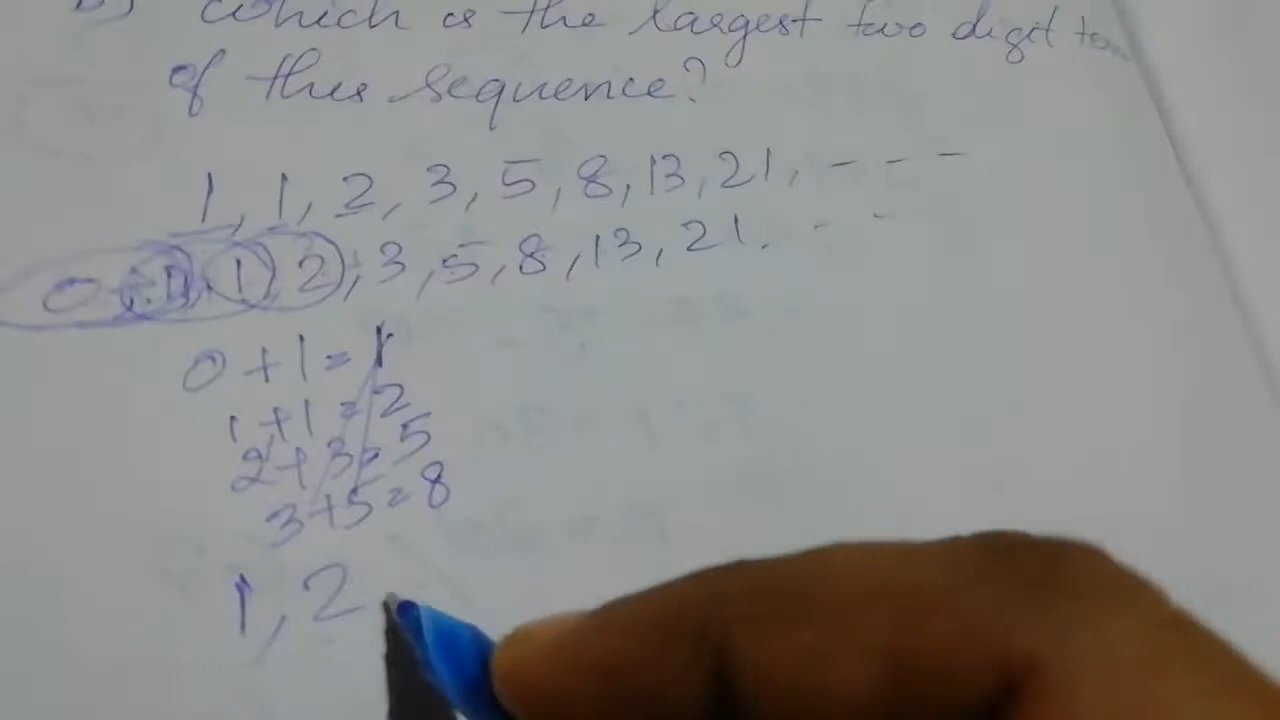 b) Which is the largest two digit
of this sequence?
1, 1, 2, 3, 5, 8, 13, 21, - - -
0 1, 1, 2, 3, 5, 8, 13, 21. - -
0 + 1 = 1
1 + 1 = 2
2 + 3 = 5
3 + 5 = 8
1, 2